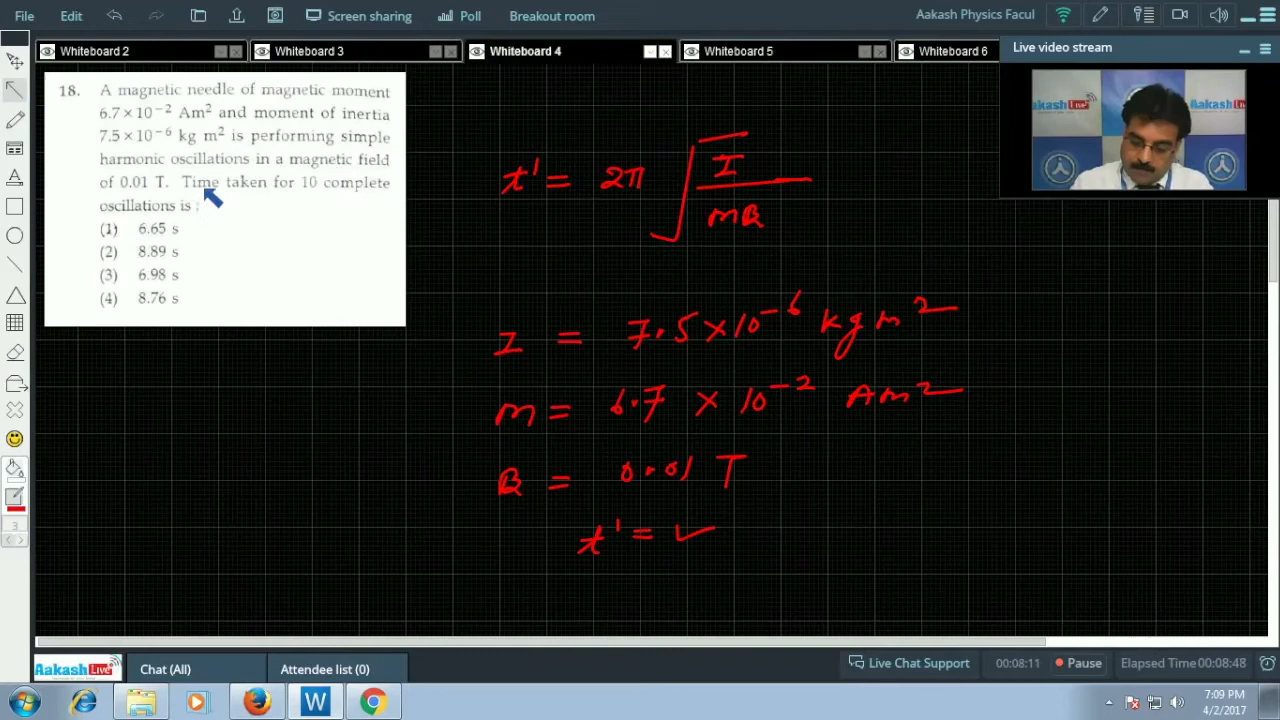 File
Edit
Layouts
Screen sharing
Poll
Breakout room
Aakash Physics Facul
Whiteboard 2
Whiteboard 3
Whiteboard 4
Whiteboard 5
Whiteboard 6
Live video stream
18. A magnetic needle of magnetic moment
6.7×10⁻² Am² and moment of inertia
7.5×10⁻⁶ kg m² is performing simple
harmonic oscillations in a magnetic field
of 0.01 T. Time taken for 10 complete
oscillations is :
(1) 6.65 s
(2) 8.89 s
(3) 6.98 s
(4) 8.76 s
t' = 2π √(I/mB)
I = 7.5×10⁻⁶ kg m²
m = 6.7 × 10⁻² Am²
B = 0.01 T
t' = ✓
3
AakashLive
Chat (All)
Attendee list (0)
Live Chat Support
00:08:11
Pause
Elapsed Time 00:06:48
7:09 PM
4/2/2017